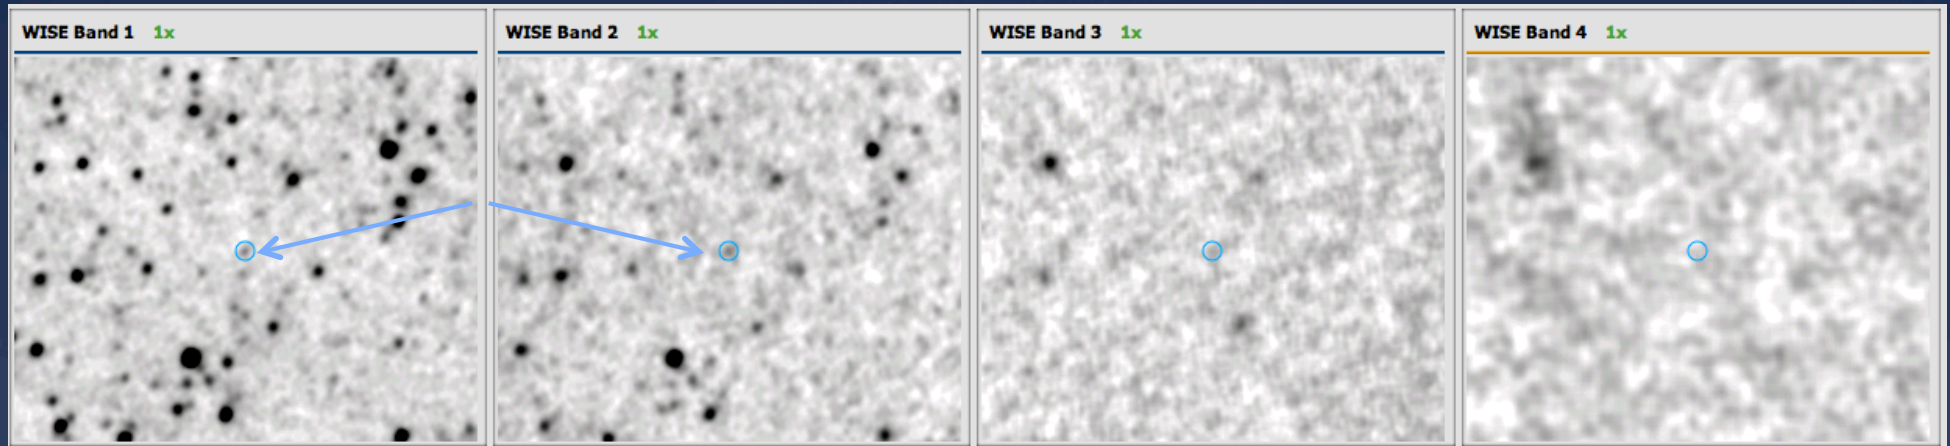 WISE Band 1 1x
WISE Band 2 1x
WISE Band 3 1x
WISE Band 4 1x